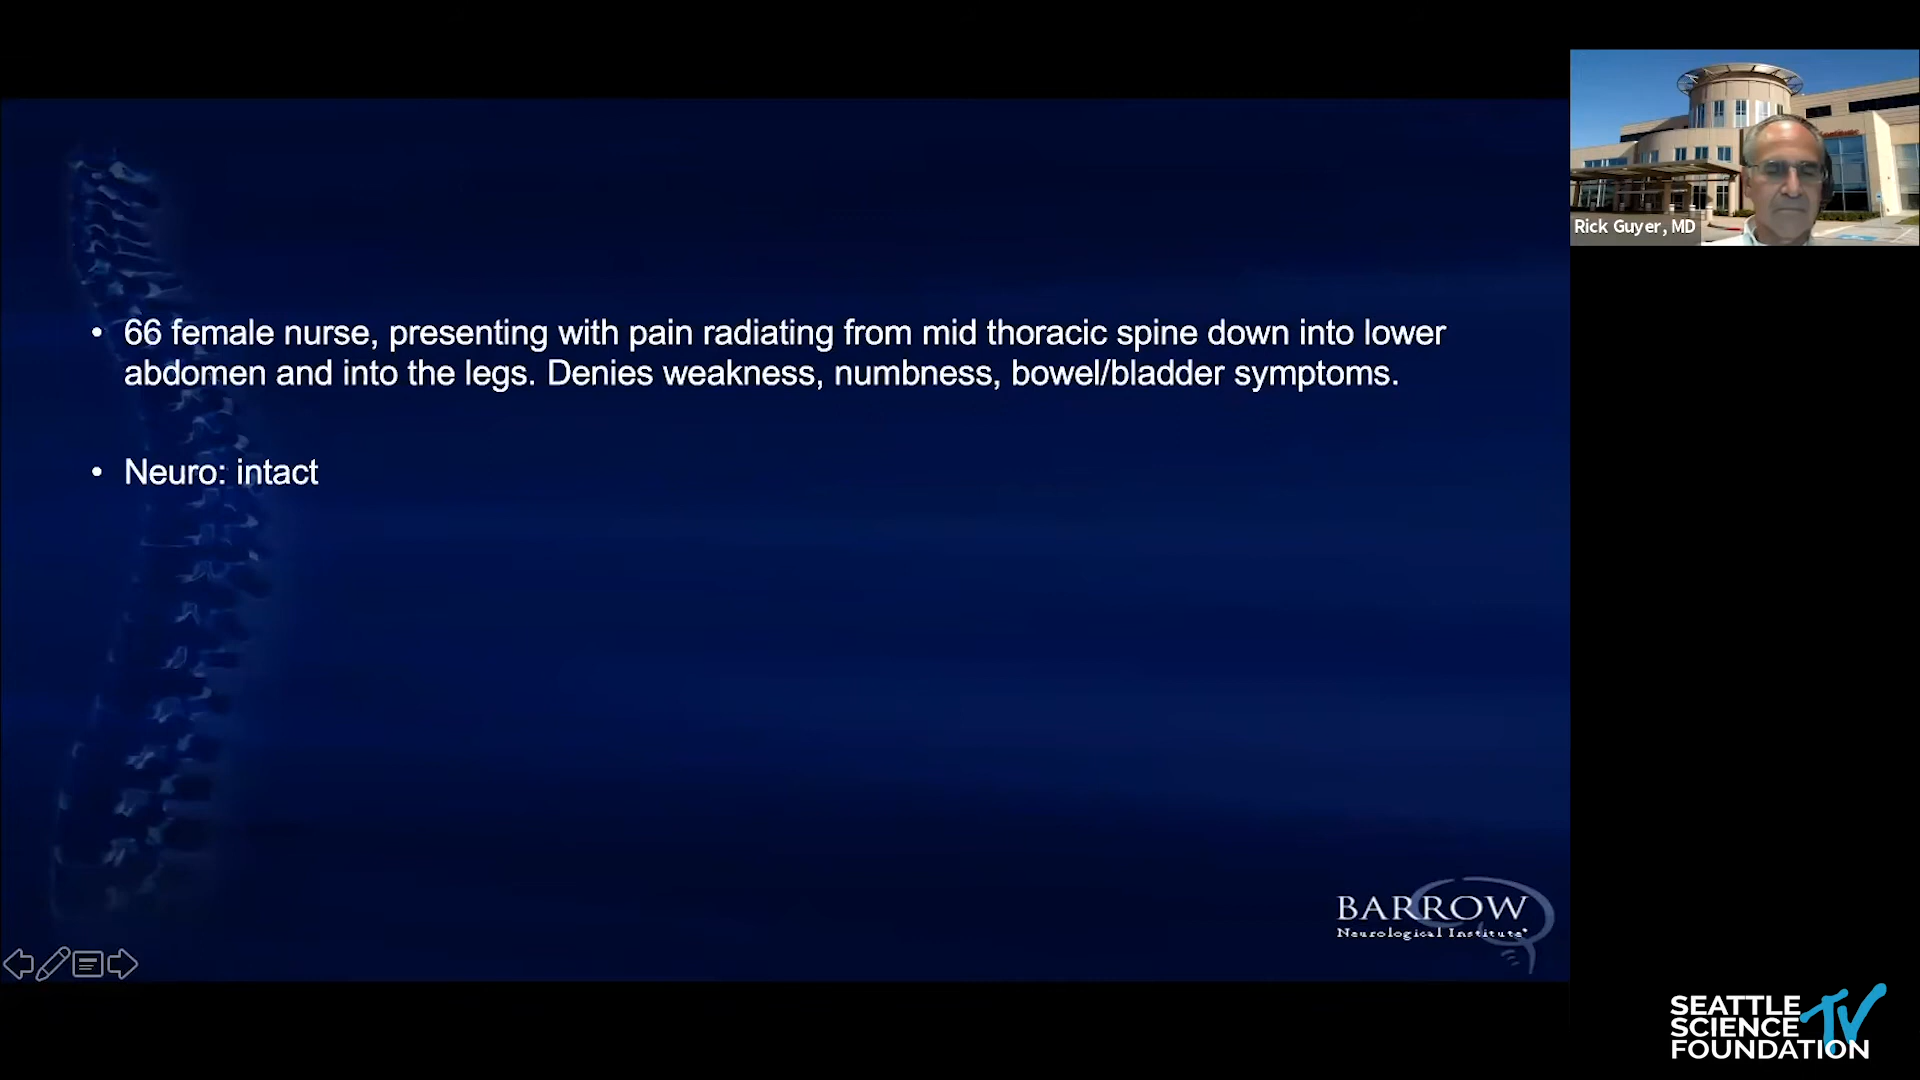 Rick Guyer, MD
• 66 female nurse, presenting with pain radiating from mid thoracic spine down into lower
abdomen and into the legs. Denies weakness, numbness, bowel/bladder symptoms.
• Neuro: intact
BARROW
Neurological Institute®
SEATTLE
SCIENCE
FOUNDATION
TV